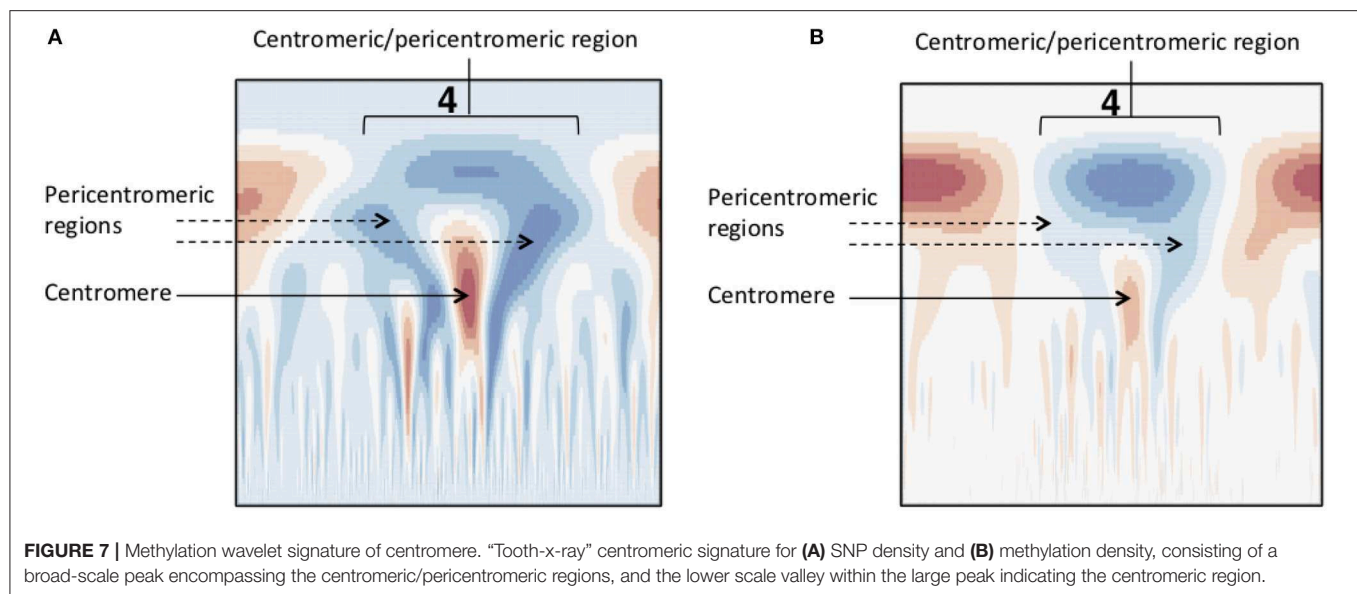 A
Centromeric/pericentromeric region
4
Pericentromeric
regions
Centromere
B
Centromeric/pericentromeric region
4
Pericentromeric
regions
Centromere
FIGURE 7 | Methylation wavelet signature of centromere. “Tooth-x-ray” centromeric signature for (A) SNP density and (B) methylation density, consisting of a
broad-scale peak encompassing the centromeric/pericentromeric regions, and the lower scale valley within the large peak indicating the centromeric region.